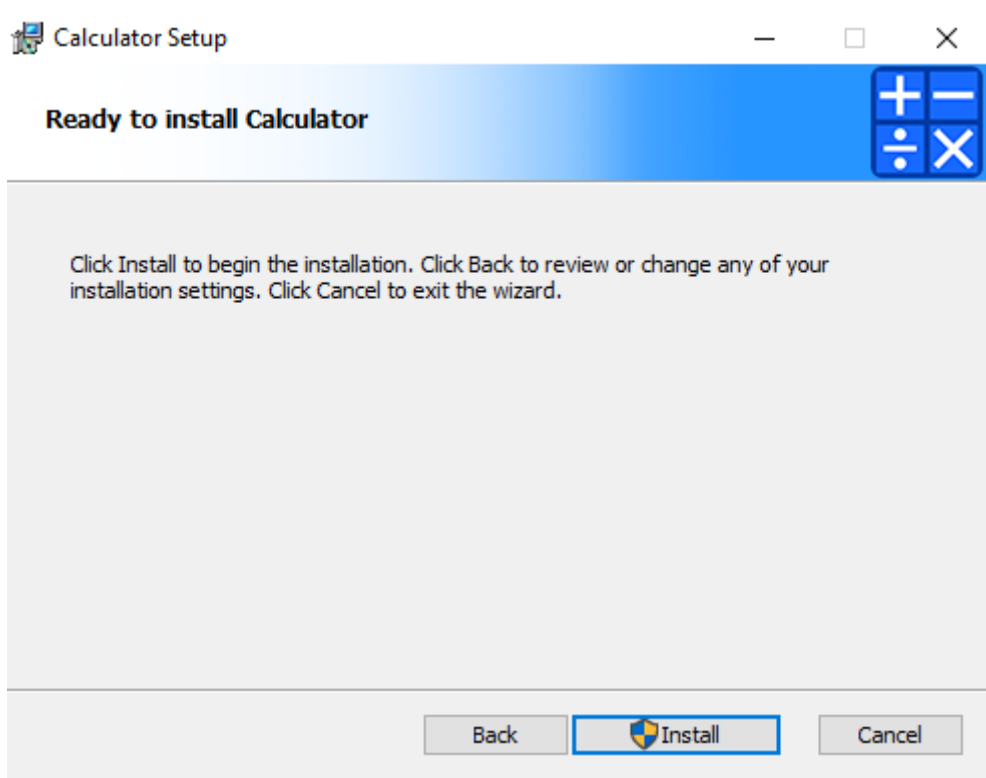 Calculator Setup
Ready to install Calculator
Click Install to begin the installation. Click Back to review or change any of your
installation settings. Click Cancel to exit the wizard.
Back
Install
Cancel